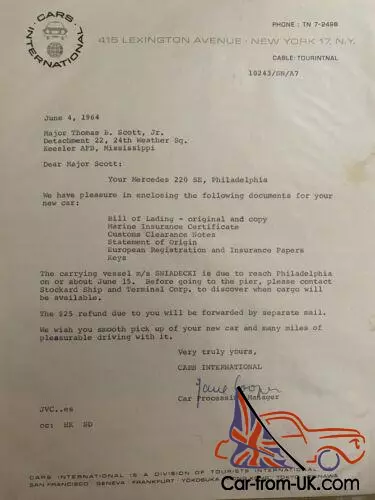 CARS INTERNATIONAL
PHONE : TN 7-2498
415 LEXINGTON AVENUE · NEW YORK 17, N.Y.
CABLE: TOURINTNAL
10243/SN/A7
June 4, 1964
Major Thomas B. Scott, Jr.
Detachment 22, 24th Weather Sq.
Keesler AFB, Mississippi
Dear Major Scott:
Your Mercedes 220 SE, Philadelphia
We have pleasure in enclosing the following documents for your
new car:
Bill of Lading - original and copy
Marine Insurance Certificate
Customs Clearance Notes
Statement of Origin
European Registration and Insurance Papers
Keys
The carrying vessel m/s SNIADECKI is due to reach Philadelphia
on or about June 15. Before going to the pier, please contact
Stockard Ship and Terminal Corp. to discover when cargo will
be available.
The $25 refund due to you will be forwarded by separate mail.
We wish you smooth pick up of your new car and many miles of
pleasurable driving with it.
Very truly yours,
CARS INTERNATIONAL
Jane Cooper
Car Processing Manager
JVC..es
cc: HK SD
CARS INTERNATIONAL IS A DIVISION OF TOURISTS INTERNATIONAL
SAN FRANCISCO GENEVA FRANKFURT YOKOSUKA
Car-from-UK.com